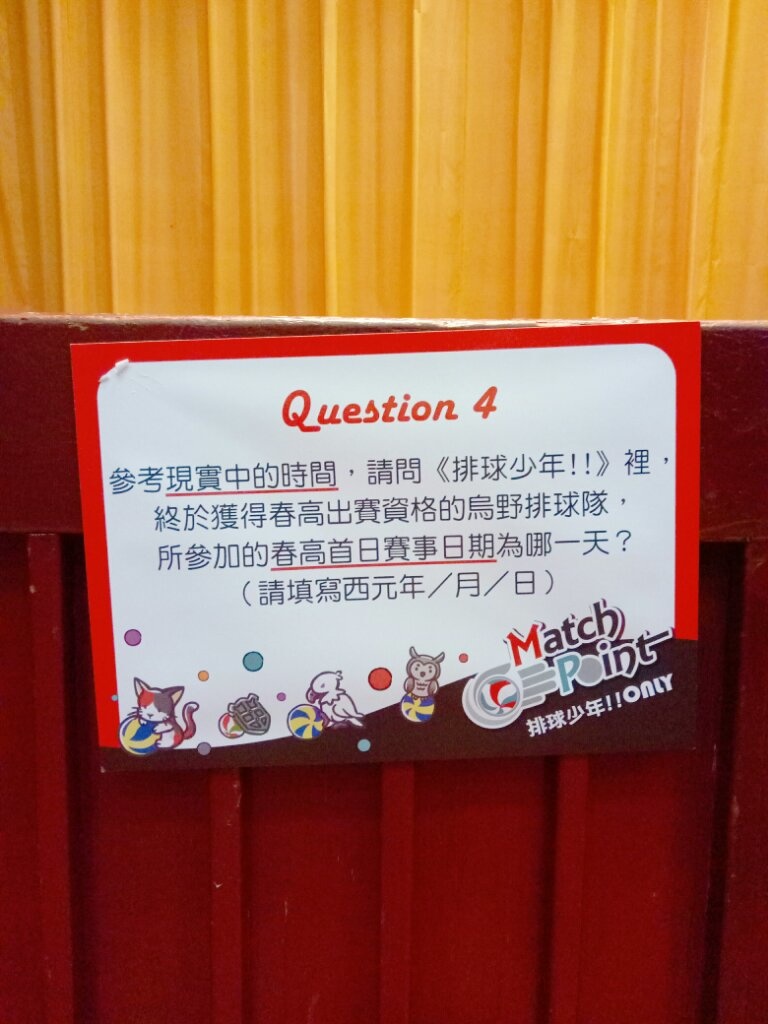 Question 4
參考現實中的時間，請問《排球少年!!》裡，
終於獲得春高出賽資格的烏野排球隊，
所參加的春高首日賽事日期為哪一天？
（請填寫西元年／月／日）
Match
Point
排球少年!!ONLY